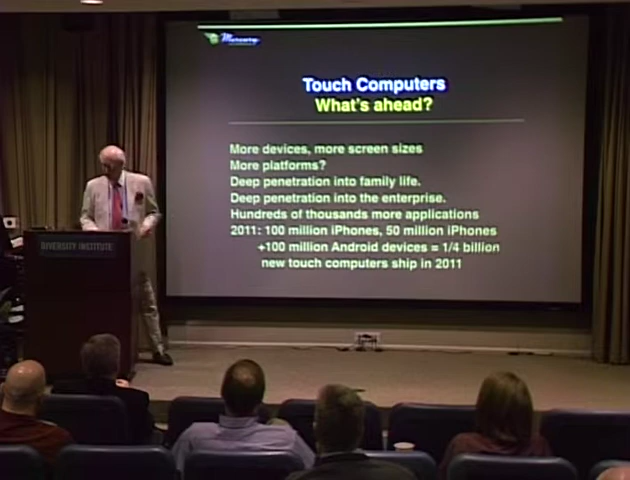 Mercury
Touch Computers
What's ahead?
More devices, more screen sizes
More platforms?
Deep penetration into family life.
Deep penetration into the enterprise.
Hundreds of thousands more applications
2011: 100 million iPhones, 50 million iPhones
+100 million Android devices = 1/4 billion
new touch computers ship in 2011
DIVERSITY INSTITUTE